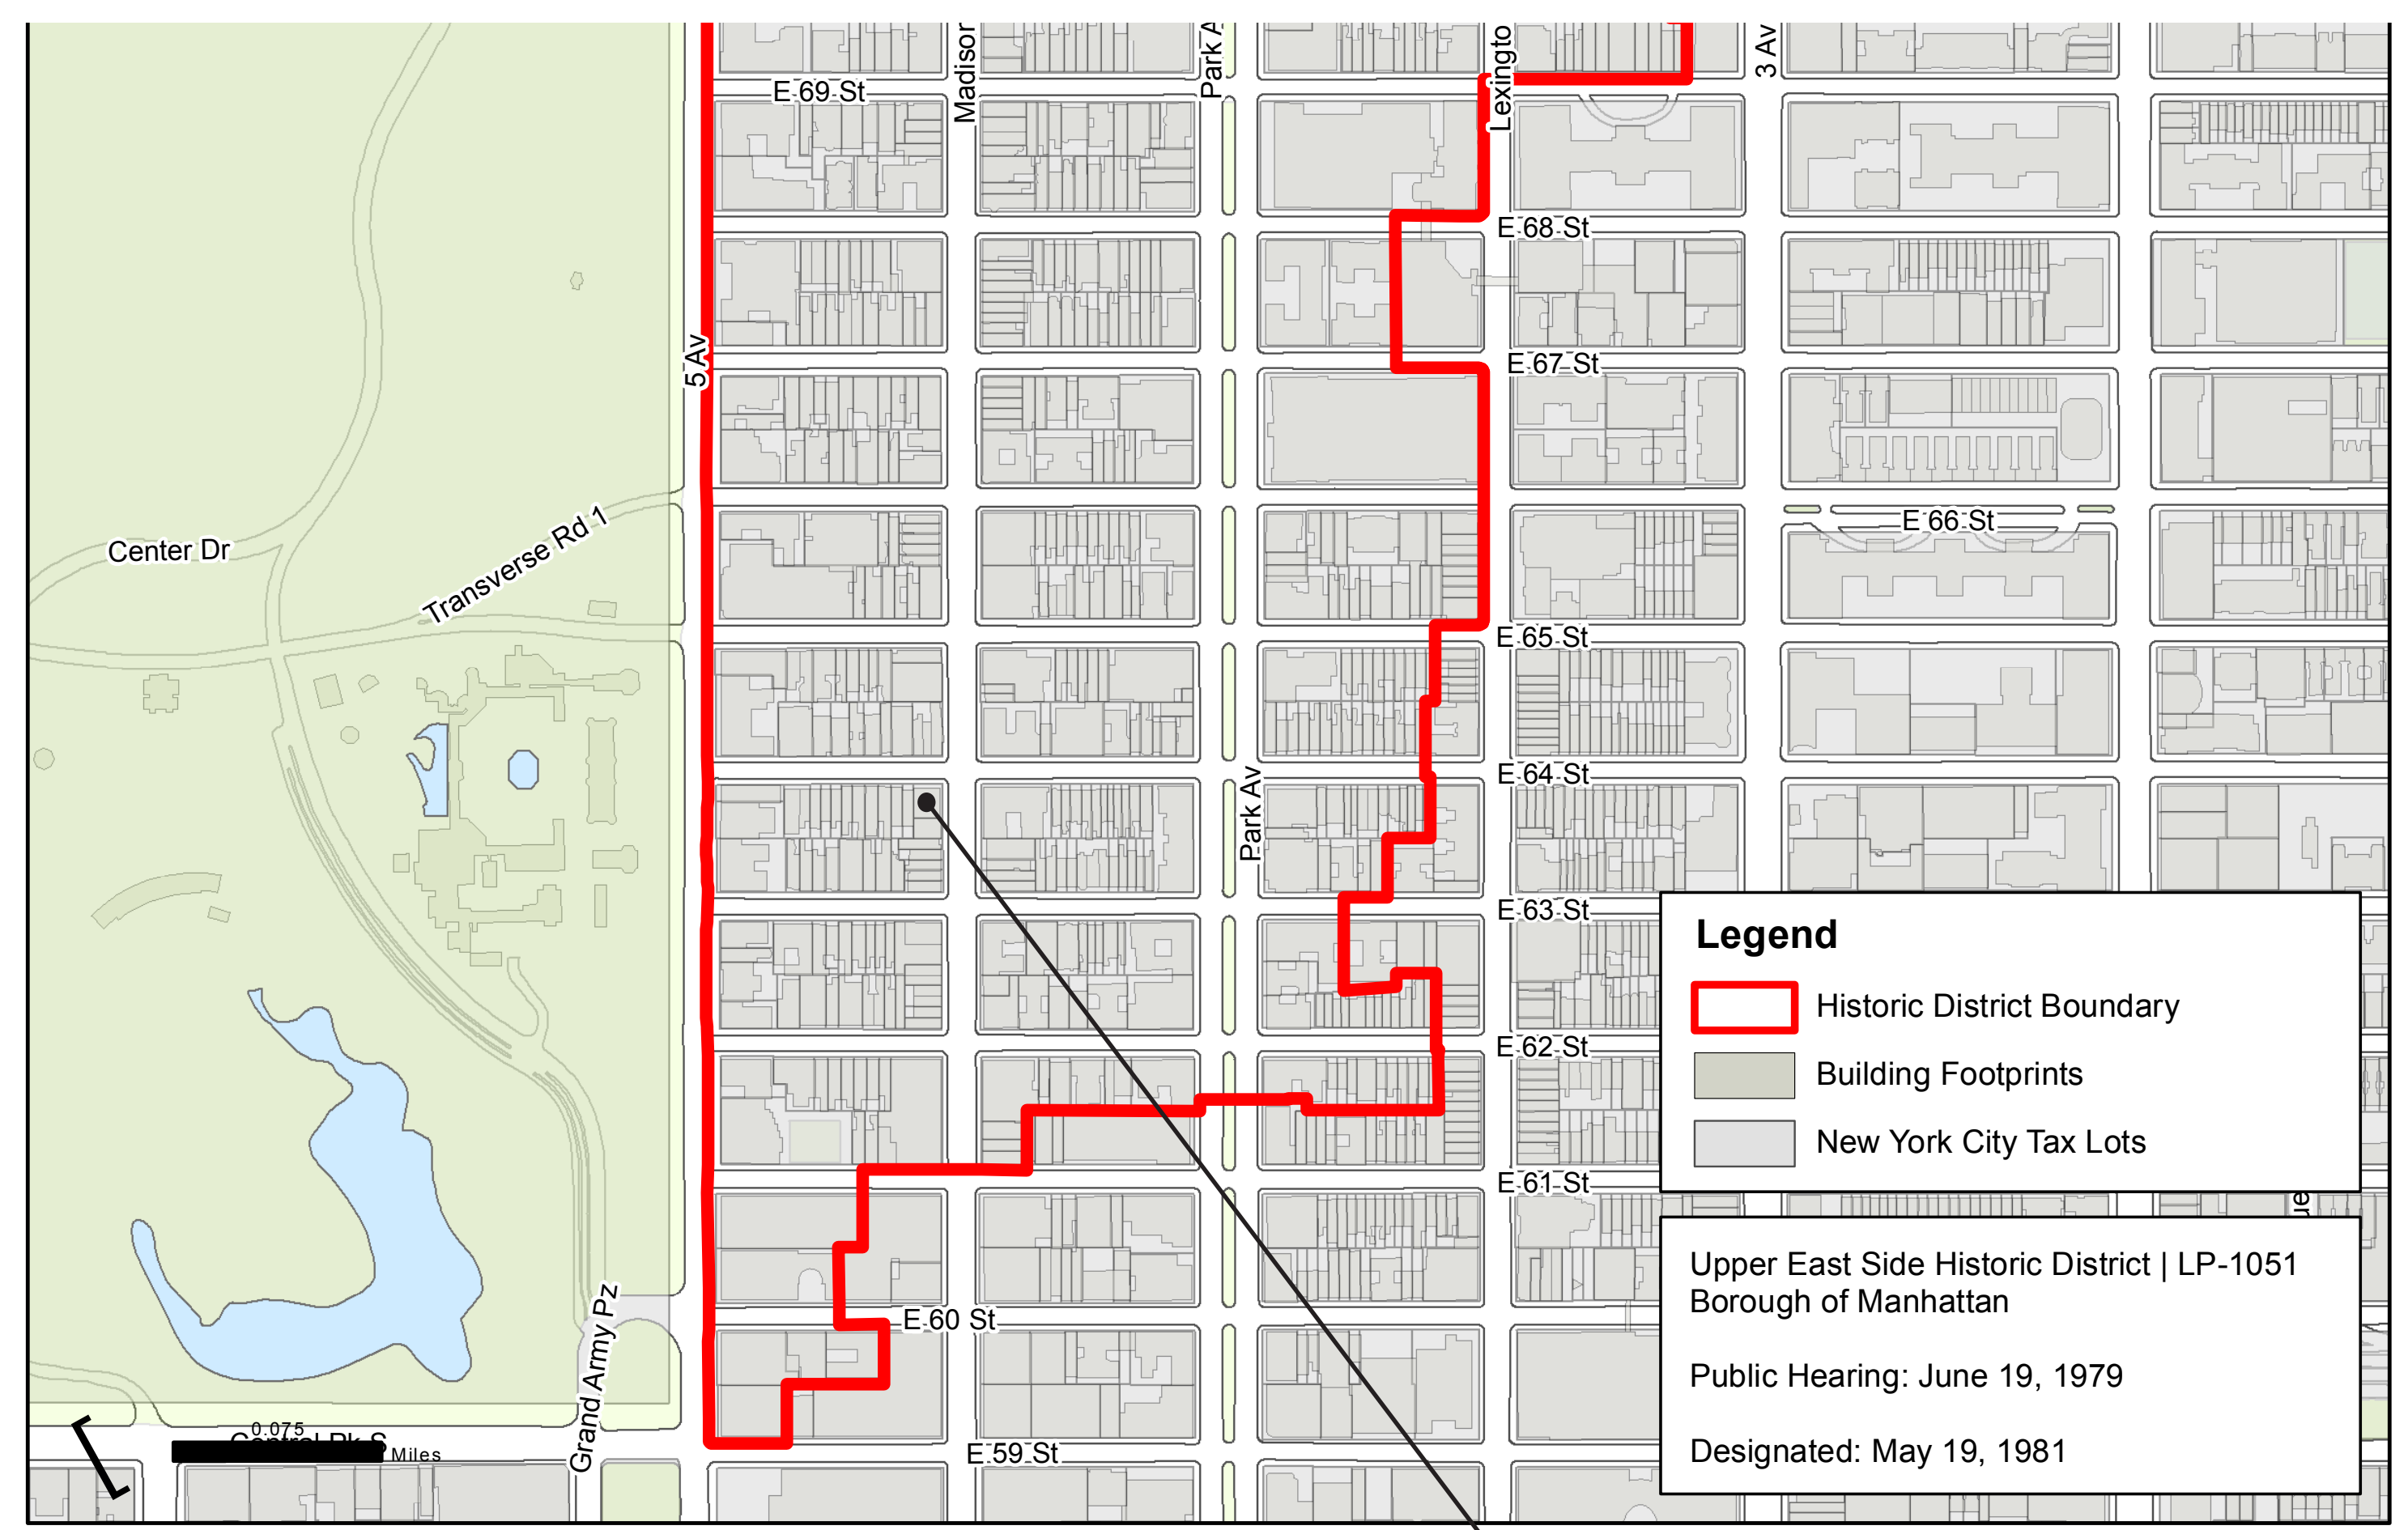 Madison
Park A
Lexingto
3 Av
E 69 St
E 68 St
5 Av
E 67 St
Center Dr
Transverse Rd 1
E 66 St
E 65 St
E 64 St
Park Av
E 63 St
Legend
Historic District Boundary
E 62 St
Building Footprints
New York City Tax Lots
E 61 St
ue
Upper East Side Historic District | LP-1051
Borough of Manhattan
Grand Army Pz
E 60 St
Public Hearing: June 19, 1979
0.075
Central Pk S
Miles
E 59 St
Designated: May 19, 1981